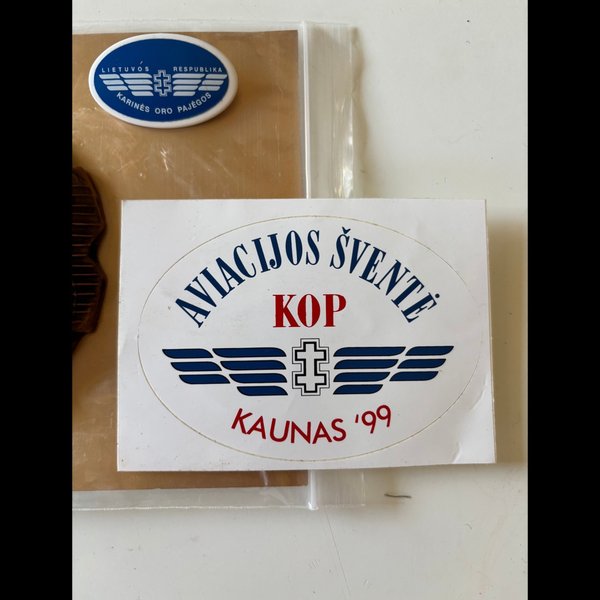 LIETUVOS RESPUBLIKA
KARINĖS ORO PAJĖGOS
AVIACIJOS ŠVENTĖ
KOP
KAUNAS '99